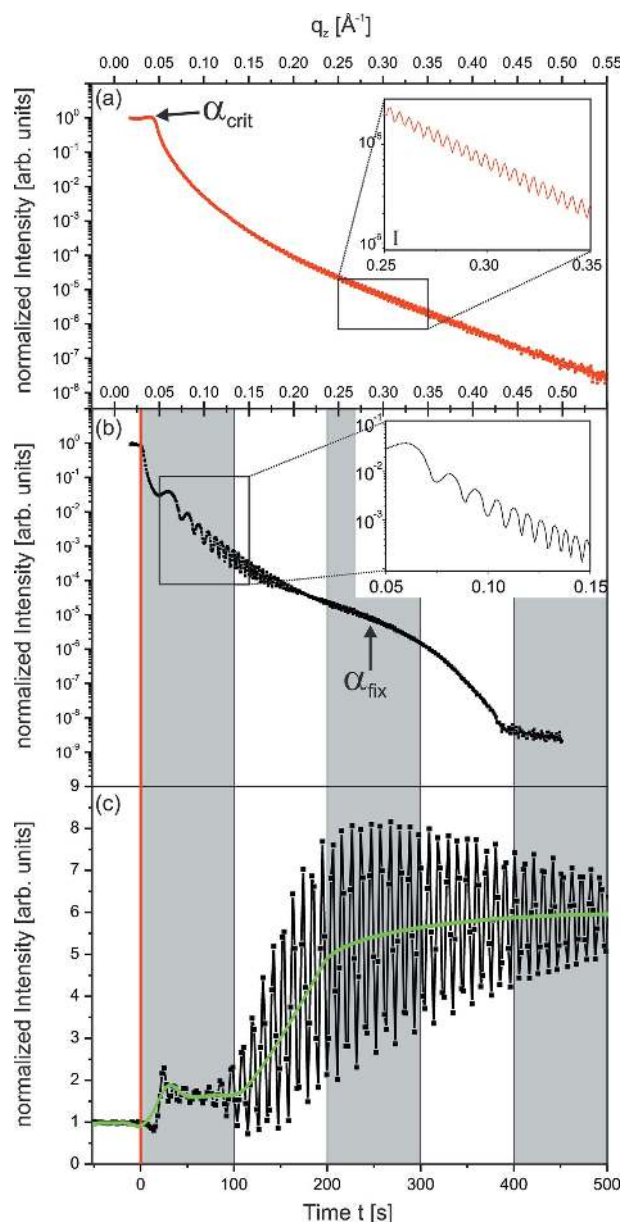 q_z [Å⁻¹]
0.00 0.05 0.10 0.15 0.20 0.25 0.30 0.35 0.40 0.45 0.50 0.55
(a)
α_crit
normalized Intensity [arb. units]
10⁰
10⁻¹
10⁻²
10⁻³
10⁻⁴
10⁻⁵
10⁻⁶
10⁻⁷
10⁻⁸
10⁻⁵
10⁻⁶
I
0.25 0.30 0.35
0.00 0.05 0.10 0.15 0.20 0.25 0.30 0.35 0.40 0.45 0.50
(b)
α_fix
normalized Intensity [arb. units]
10⁰
10⁻¹
10⁻²
10⁻³
10⁻⁴
10⁻⁵
10⁻⁶
10⁻⁷
10⁻⁸
10⁻⁹
10⁻¹
10⁻²
10⁻³
0.05 0.10 0.15
(c)
normalized Intensity [arb. units]
9
8
7
6
5
4
3
2
1
0
0 100 200 300 400 500
Time t [s]